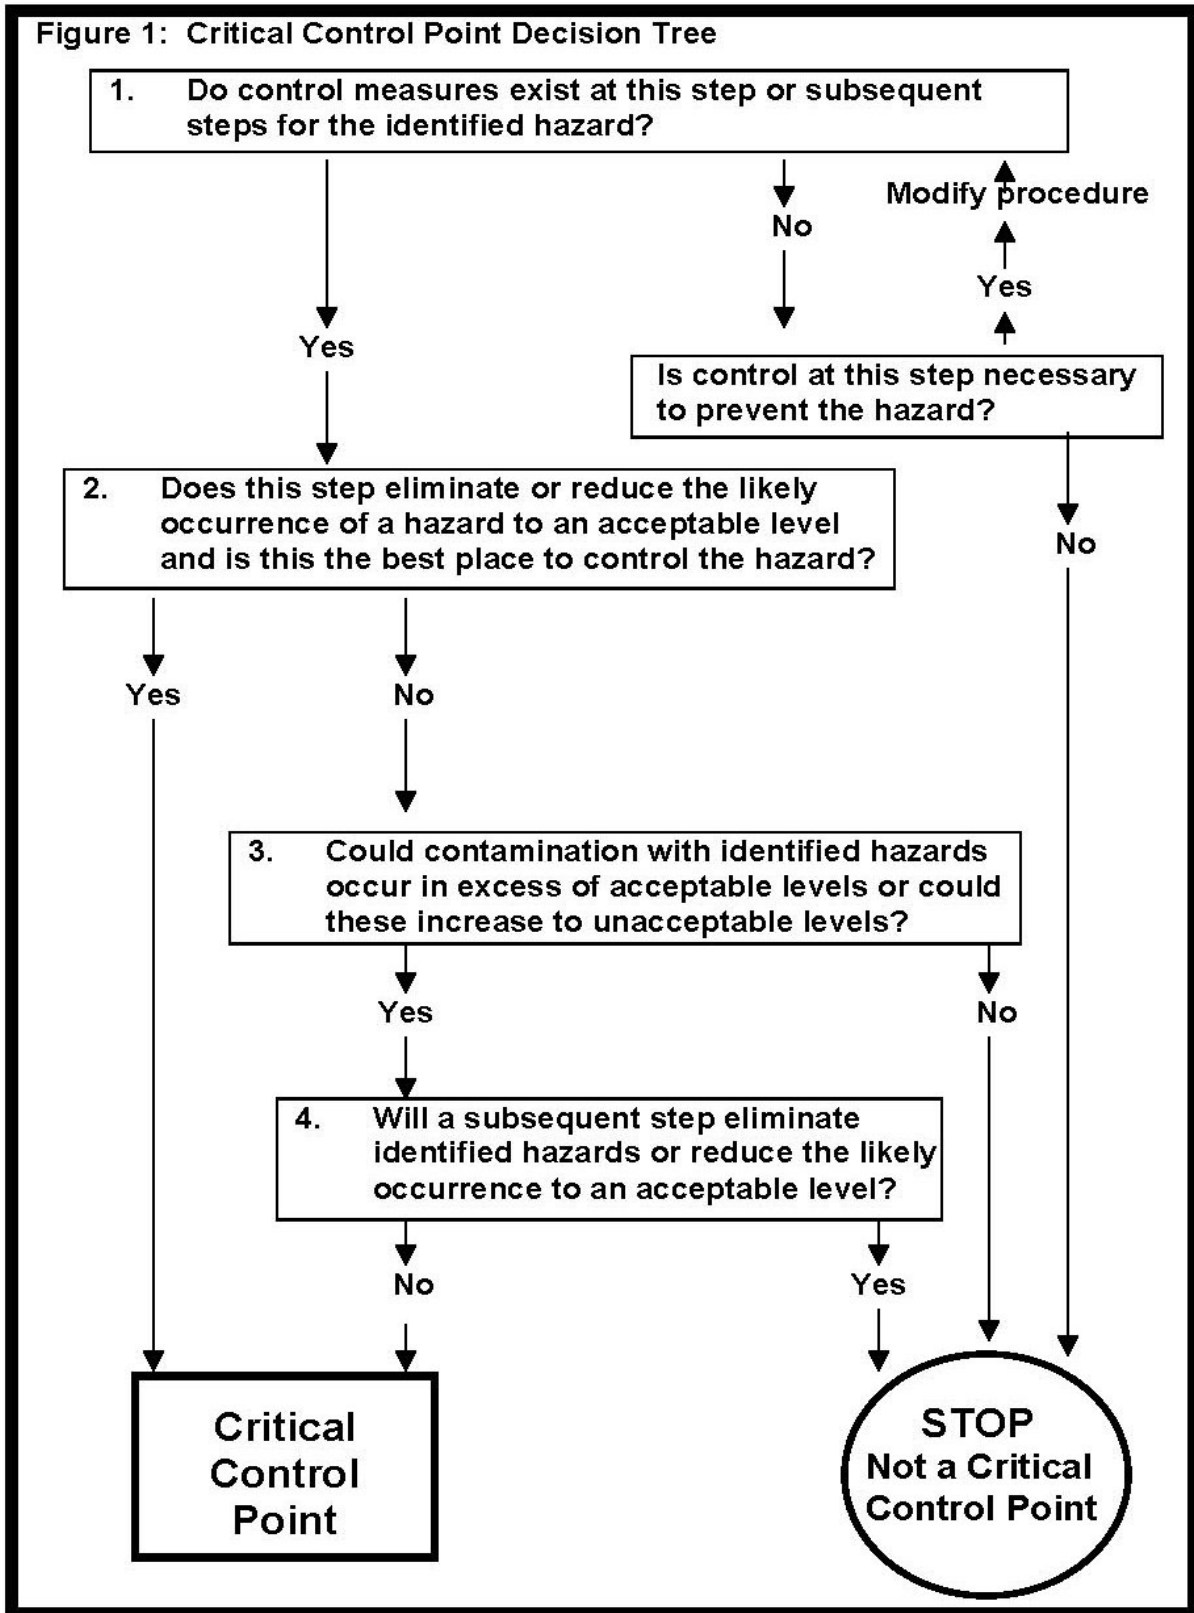 Figure 1: Critical Control Point Decision Tree
1. Do control measures exist at this step or subsequent
steps for the identified hazard?
Modify procedure
No
Yes
Yes
Is control at this step necessary
to prevent the hazard?
2. Does this step eliminate or reduce the likely
occurrence of a hazard to an acceptable level
and is this the best place to control the hazard?
No
Yes
No
3. Could contamination with identified hazards
occur in excess of acceptable levels or could
these increase to unacceptable levels?
Yes
No
4. Will a subsequent step eliminate
identified hazards or reduce the likely
occurrence to an acceptable level?
No
Yes
Critical
Control
Point
STOP
Not a Critical
Control Point